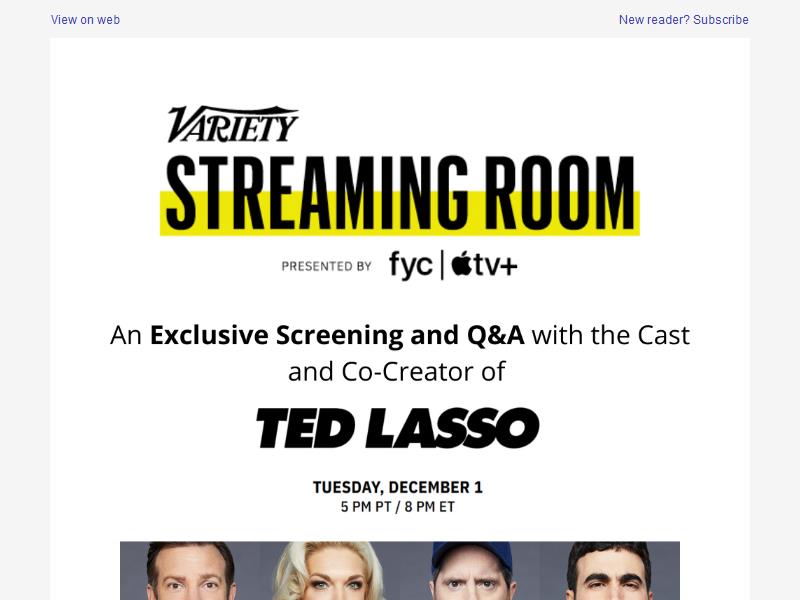 View on web
New reader? Subscribe
VARIETY
STREAMING ROOM
PRESENTED BY fyc | tv+
An Exclusive Screening and Q&A with the Cast
and Co-Creator of
TED LASSO
TUESDAY, DECEMBER 1
5 PM PT / 8 PM ET